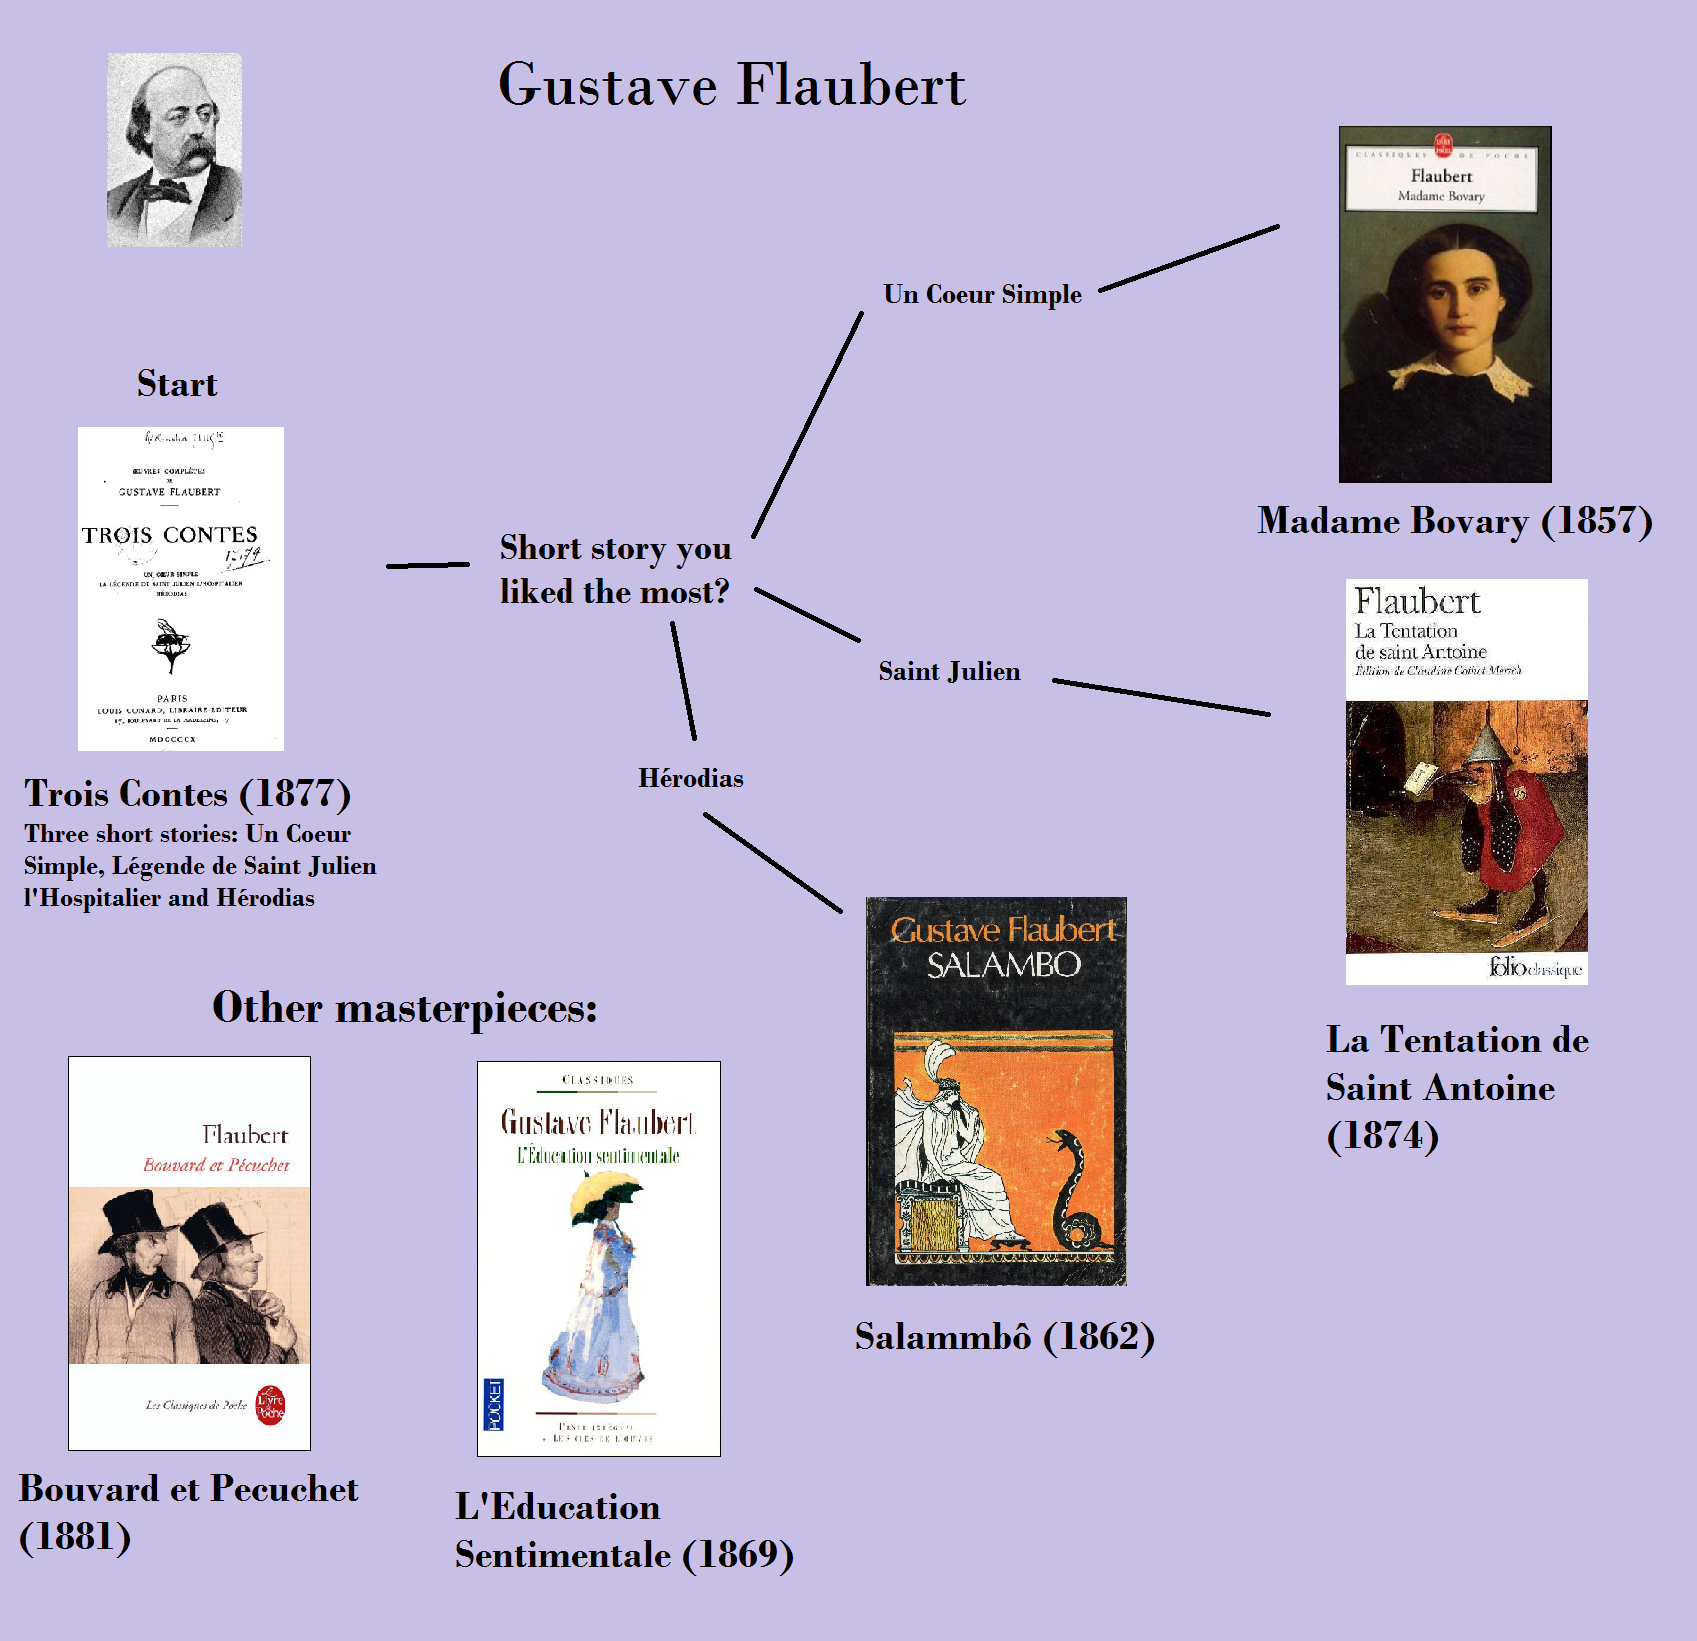 Gustave Flaubert
CLASSIQUES DE POCHE
Flaubert
Madame Bovary
Un Coeur Simple
Madame Bovary (1857)
Start
ŒUVRES COMPLÈTES
DE
GUSTAVE FLAUBERT
TROIS CONTES
UN CŒUR SIMPLE
LA LÉGENDE DE SAINT JULIEN L'HOSPITALIER
HÉRODIAS
PARIS
LOUIS CONARD, LIBRAIRE-ÉDITEUR
17, BOULEVARD DE LA MADELEINE, 17
MDCCCCX
Trois Contes (1877)
Three short stories: Un Coeur
Simple, Légende de Saint Julien
l'Hospitalier and Hérodias
Short story you
liked the most?
Saint Julien
Hérodias
Flaubert
La Tentation
de saint Antoine
Édition de Claudine Gothot-Mersch
folio classique
La Tentation de
Saint Antoine
(1874)
Gustave Flaubert
SALAMBO
Salammbô (1862)
Other masterpieces:
Flaubert
Bouvard et Pécuchet
Les Classiques de Poche
Le Livre de Poche
Bouvard et Pecuchet
(1881)
CLASSIQUES
Gustave Flaubert
L'Éducation sentimentale
POCKET
TEXTE INTÉGRAL
+ LES CLÉS DE L'ŒUVRE
L'Education
Sentimentale (1869)